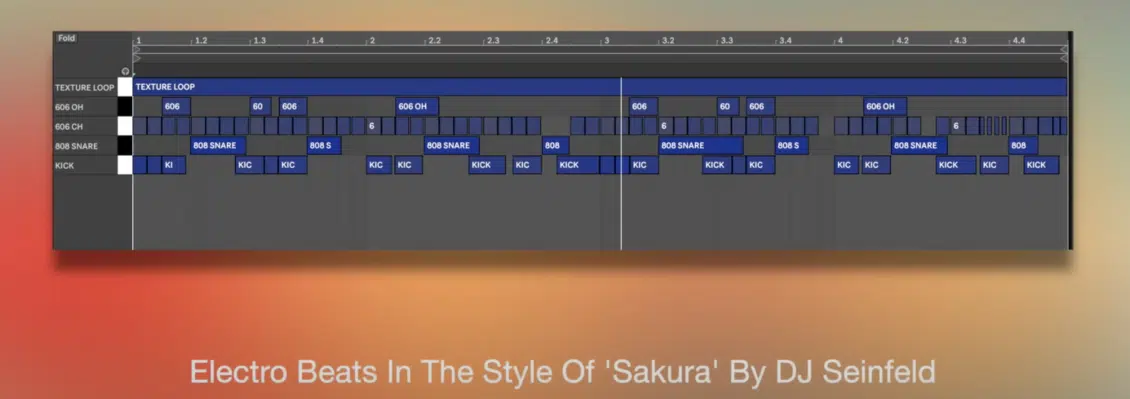 Fold
1 1.2 1.3 1.4 2 2.2 2.3 2.4 3 3.2 3.3 3.4 4 4.2 4.3 4.4
TEXTURE LOOP TEXTURE LOOP
606 OH 606 60 606 606 OH 606 60 606 606 OH
606 CH 6 6 6
808 SNARE 808 SNARE 808 S 808 SNARE 808 808 SNARE 808 S 808 SNARE 808
KICK KI KIC KIC KIC KIC KICK KIC KICK KICK KIC KIC KIC KICK KIC KICK
Electro Beats In The Style Of 'Sakura' By DJ Seinfeld